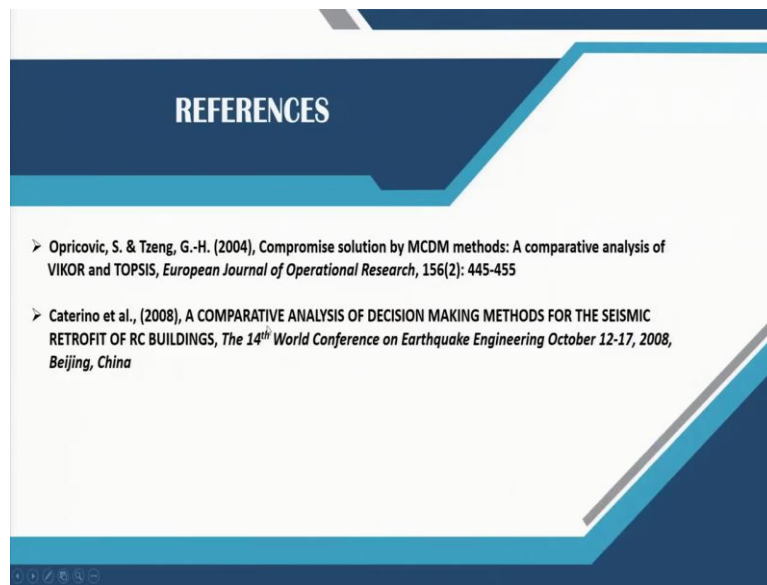 REFERENCES
➢ Opricovic, S. & Tzeng, G.-H. (2004), Compromise solution by MCDM methods: A comparative analysis of
VIKOR and TOPSIS, European Journal of Operational Research, 156(2): 445-455
➢ Caterino et al., (2008), A COMPARATIVE ANALYSIS OF DECISION MAKING METHODS FOR THE SEISMIC
RETROFIT OF RC BUILDINGS, The 14th World Conference on Earthquake Engineering October 12-17, 2008,
Beijing, China